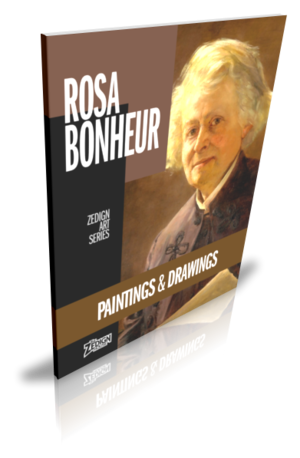 ROSA
BONHEUR
ZEDIGN
ART
SERIES
PAINTINGS & DRAWINGS
ZEDIGN